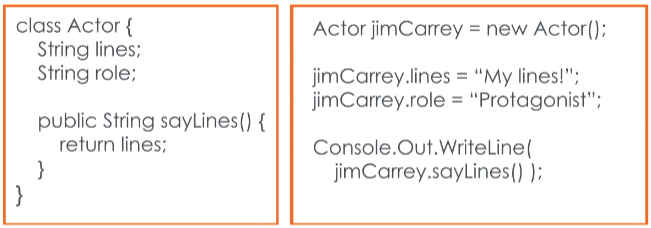 class Actor {
String lines;
String role;
public String sayLines() {
return lines;
}
}
Actor jimCarrey = new Actor();
jimCarrey.lines = “My lines!”;
jimCarrey.role = “Protagonist”;
Console.Out.WriteLine(
jimCarrey.sayLines() );